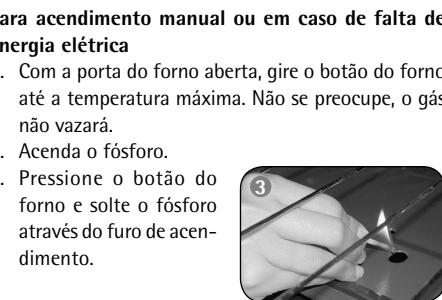 ara acendimento manual ou em caso de falta de
nergia elétrica
. Com a porta do forno aberta, gire o botão do forno
até a temperatura máxima. Não se preocupe, o gás
não vazará.
. Acenda o fósforo.
. Pressione o botão do
forno e solte o fósforo
através do furo de acen-
dimento.
3